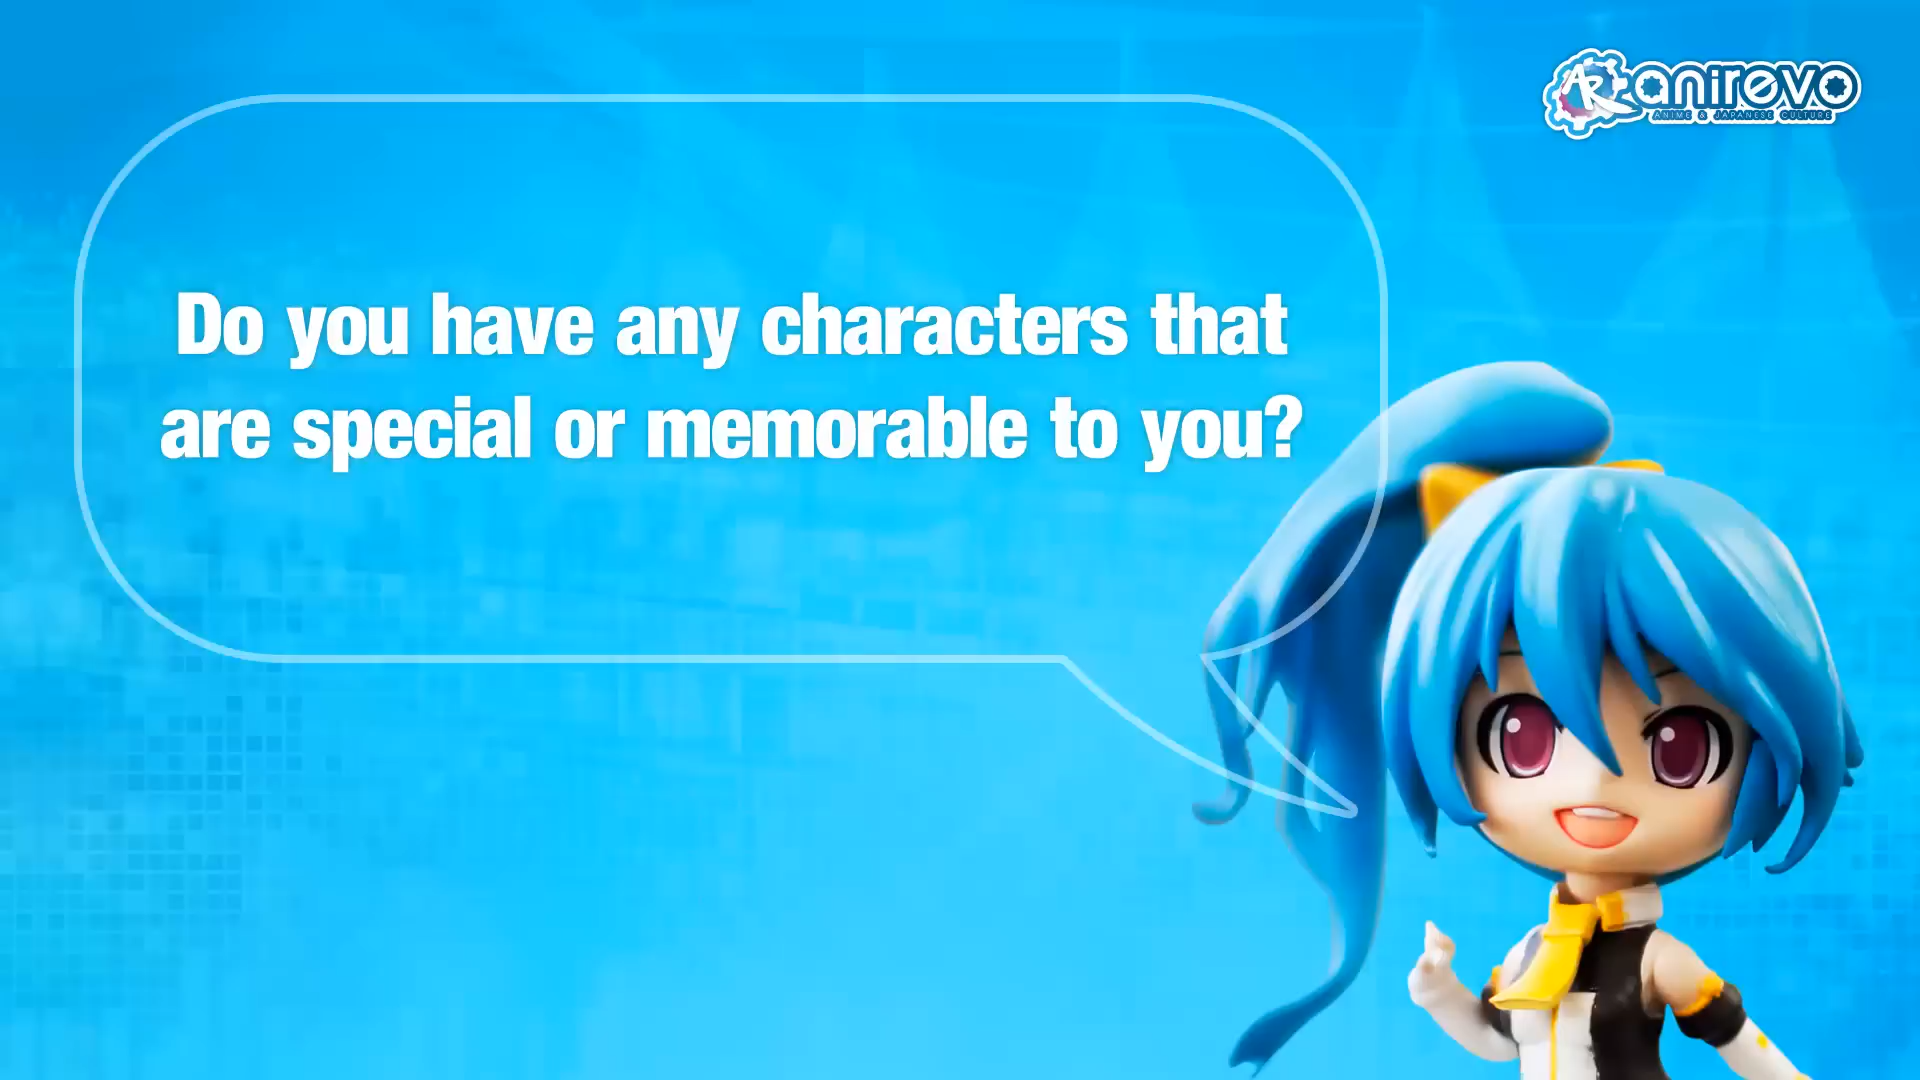 anirevo
ANIME & JAPANESE CULTURE
Do you have any characters that
are special or memorable to you?